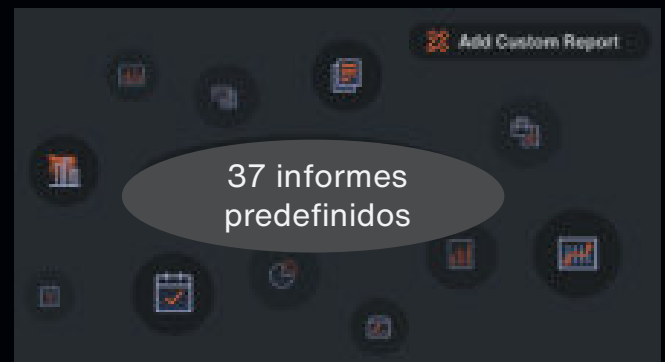 Add Custom Report
37 informes
predefinidos